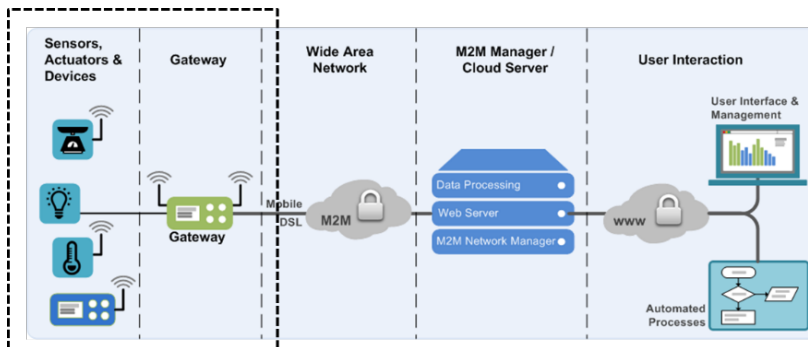 Sensors,
Actuators &
Devices
Gateway
Wide Area
Network
M2M Manager /
Cloud Server
User Interaction
User Interface &
Management
Data Processing
Mobile
DSL
M2M
Web Server
www
Gateway
M2M Network Manager
Automated
Processes